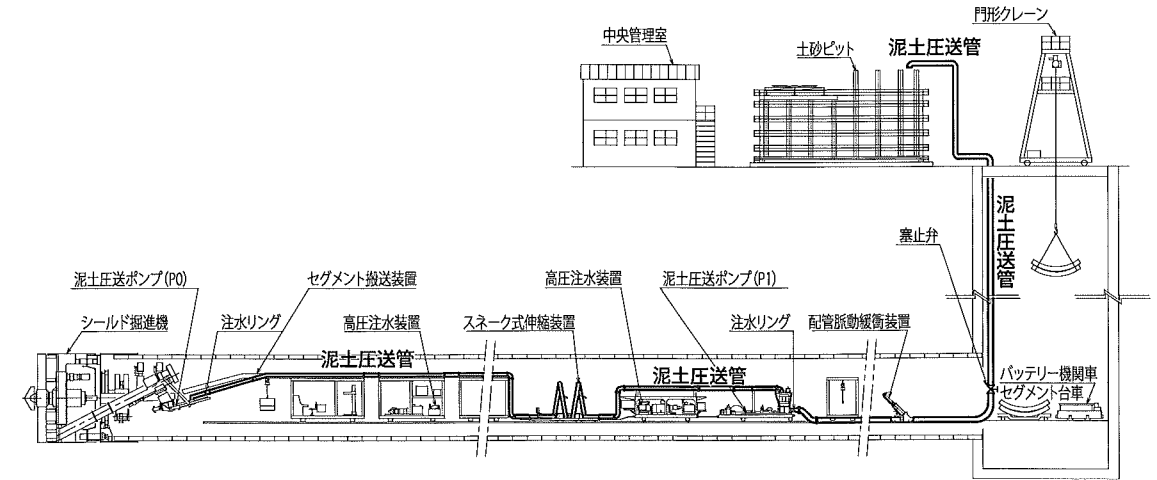 門形クレーン
中央管理室
土砂ピット
泥土圧送管
泥土圧送管
塞止弁
泥土圧送ポンプ(P0)
セグメント搬送装置
高圧注水装置
泥土圧送ポンプ(P1)
シールド掘進機
注水リング
高圧注水装置
スネーク式伸縮装置
注水リング
配管脈動緩衝装置
泥土圧送管
泥土圧送管
バッテリー機関車
セグメント台車